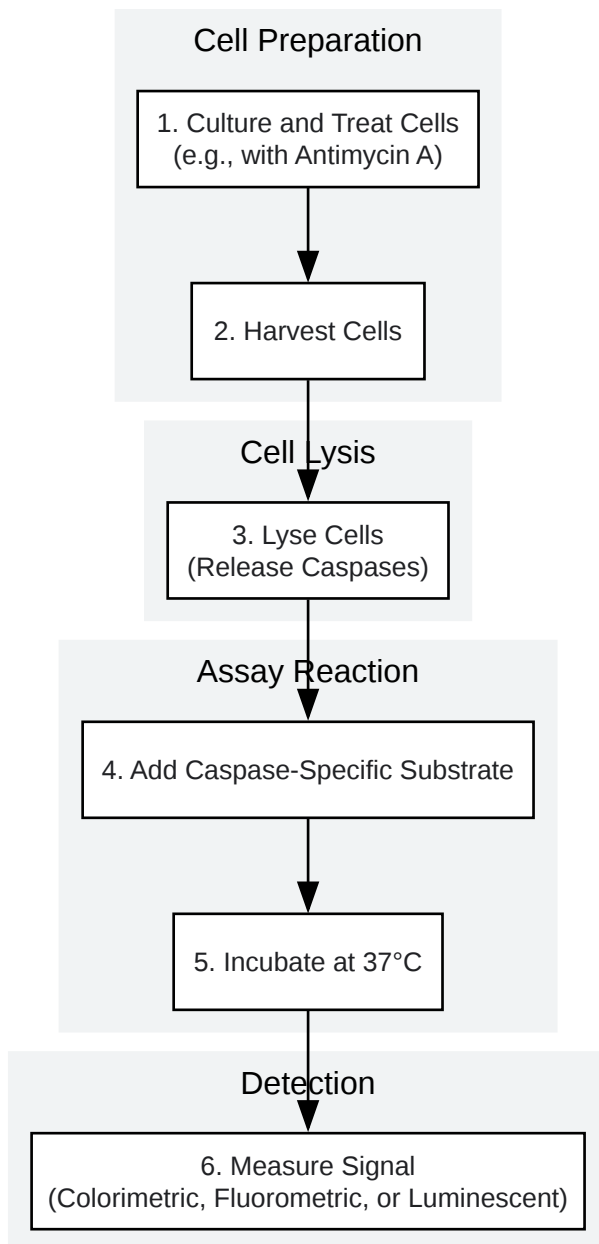 Cell Preparation
1. Culture and Treat Cells
(e.g., with Antimycin A)
2. Harvest Cells
Cell Lysis
3. Lyse Cells
(Release Caspases)
Assay Reaction
4. Add Caspase-Specific Substrate
5. Incubate at 37°C
Detection
6. Measure Signal
(Colorimetric, Fluorometric, or Luminescent)